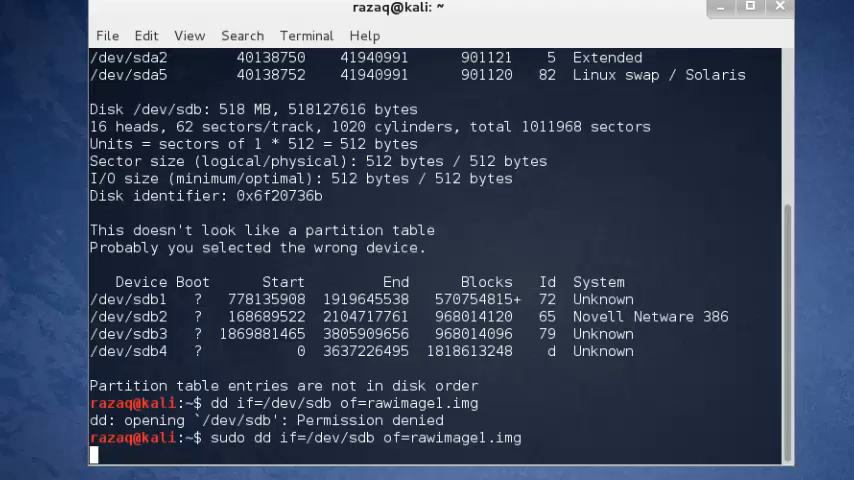 razaq@kali: ~
File Edit View Search Terminal Help
/dev/sda2 40138750 41940991 901121 5 Extended
/dev/sda5 40138752 41940991 901120 82 Linux swap / Solaris
Disk /dev/sdb: 518 MB, 518127616 bytes
16 heads, 62 sectors/track, 1020 cylinders, total 1011968 sectors
Units = sectors of 1 * 512 = 512 bytes
Sector size (logical/physical): 512 bytes / 512 bytes
I/O size (minimum/optimal): 512 bytes / 512 bytes
Disk identifier: 0x6f20736b
This doesn't look like a partition table
Probably you selected the wrong device.
Device Boot Start End Blocks Id System
/dev/sdb1 ? 778135908 1919645538 570754815+ 72 Unknown
/dev/sdb2 ? 168689522 2104717761 968014120 65 Novell Netware 386
/dev/sdb3 ? 1869881465 3805909656 968014096 79 Unknown
/dev/sdb4 ? 0 3637226495 1818613248 d Unknown
Partition table entries are not in disk order
razaq@kali:~$ dd if=/dev/sdb of=rawimage1.img
dd: opening `/dev/sdb': Permission denied
razaq@kali:~$ sudo dd if=/dev/sdb of=rawimage1.img